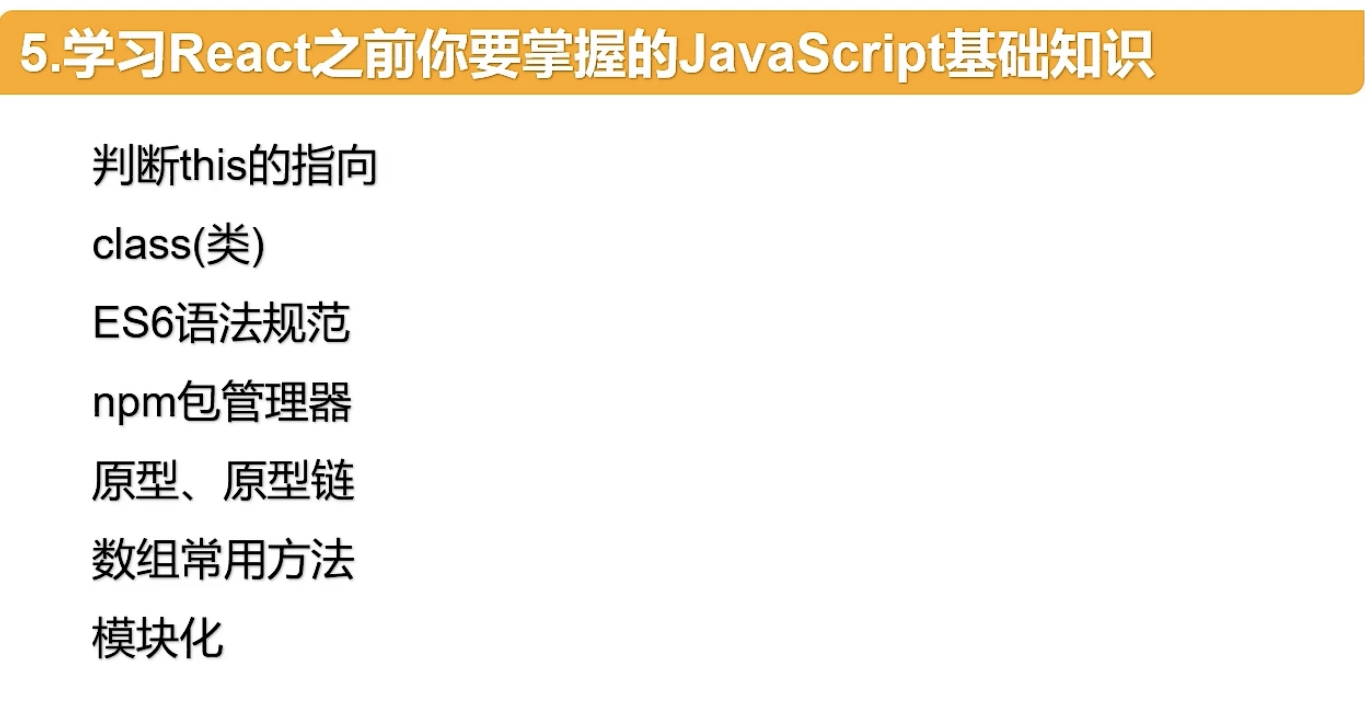 5.学习React之前你要掌握的JavaScript基础知识
判断this的指向
class(类)
ES6语法规范
npm包管理器
原型、原型链
数组常用方法
模块化